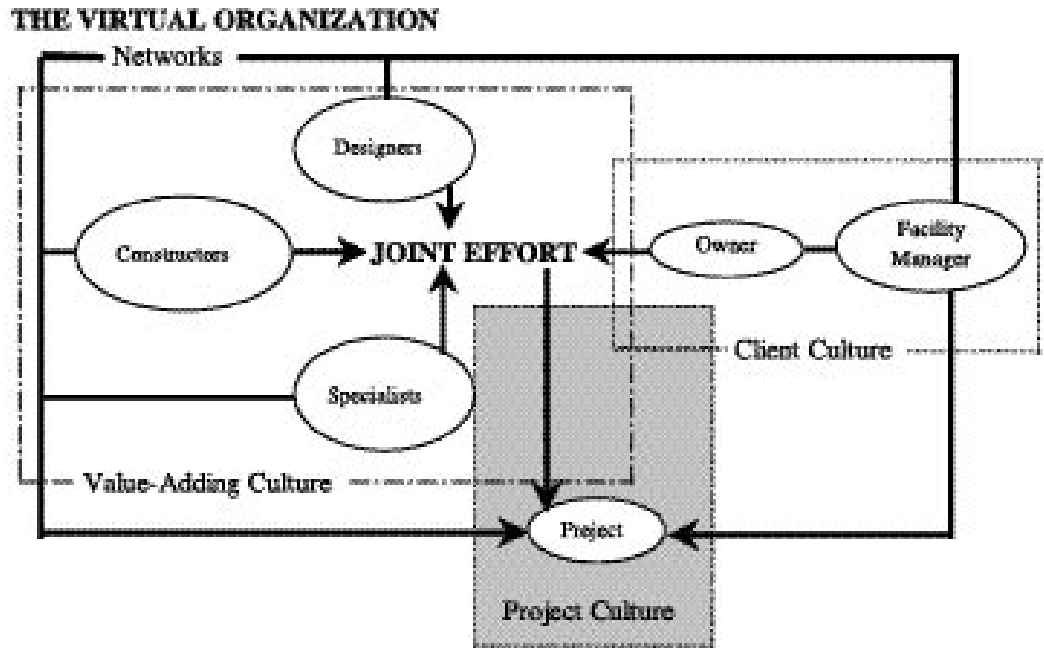 THE VIRTUAL ORGANIZATION
Networks
Designers
Constructors
JOINT EFFORT
Owner
Facility
Manager
Client Culture
Specialists
Value-Adding Culture
Project
Project Culture